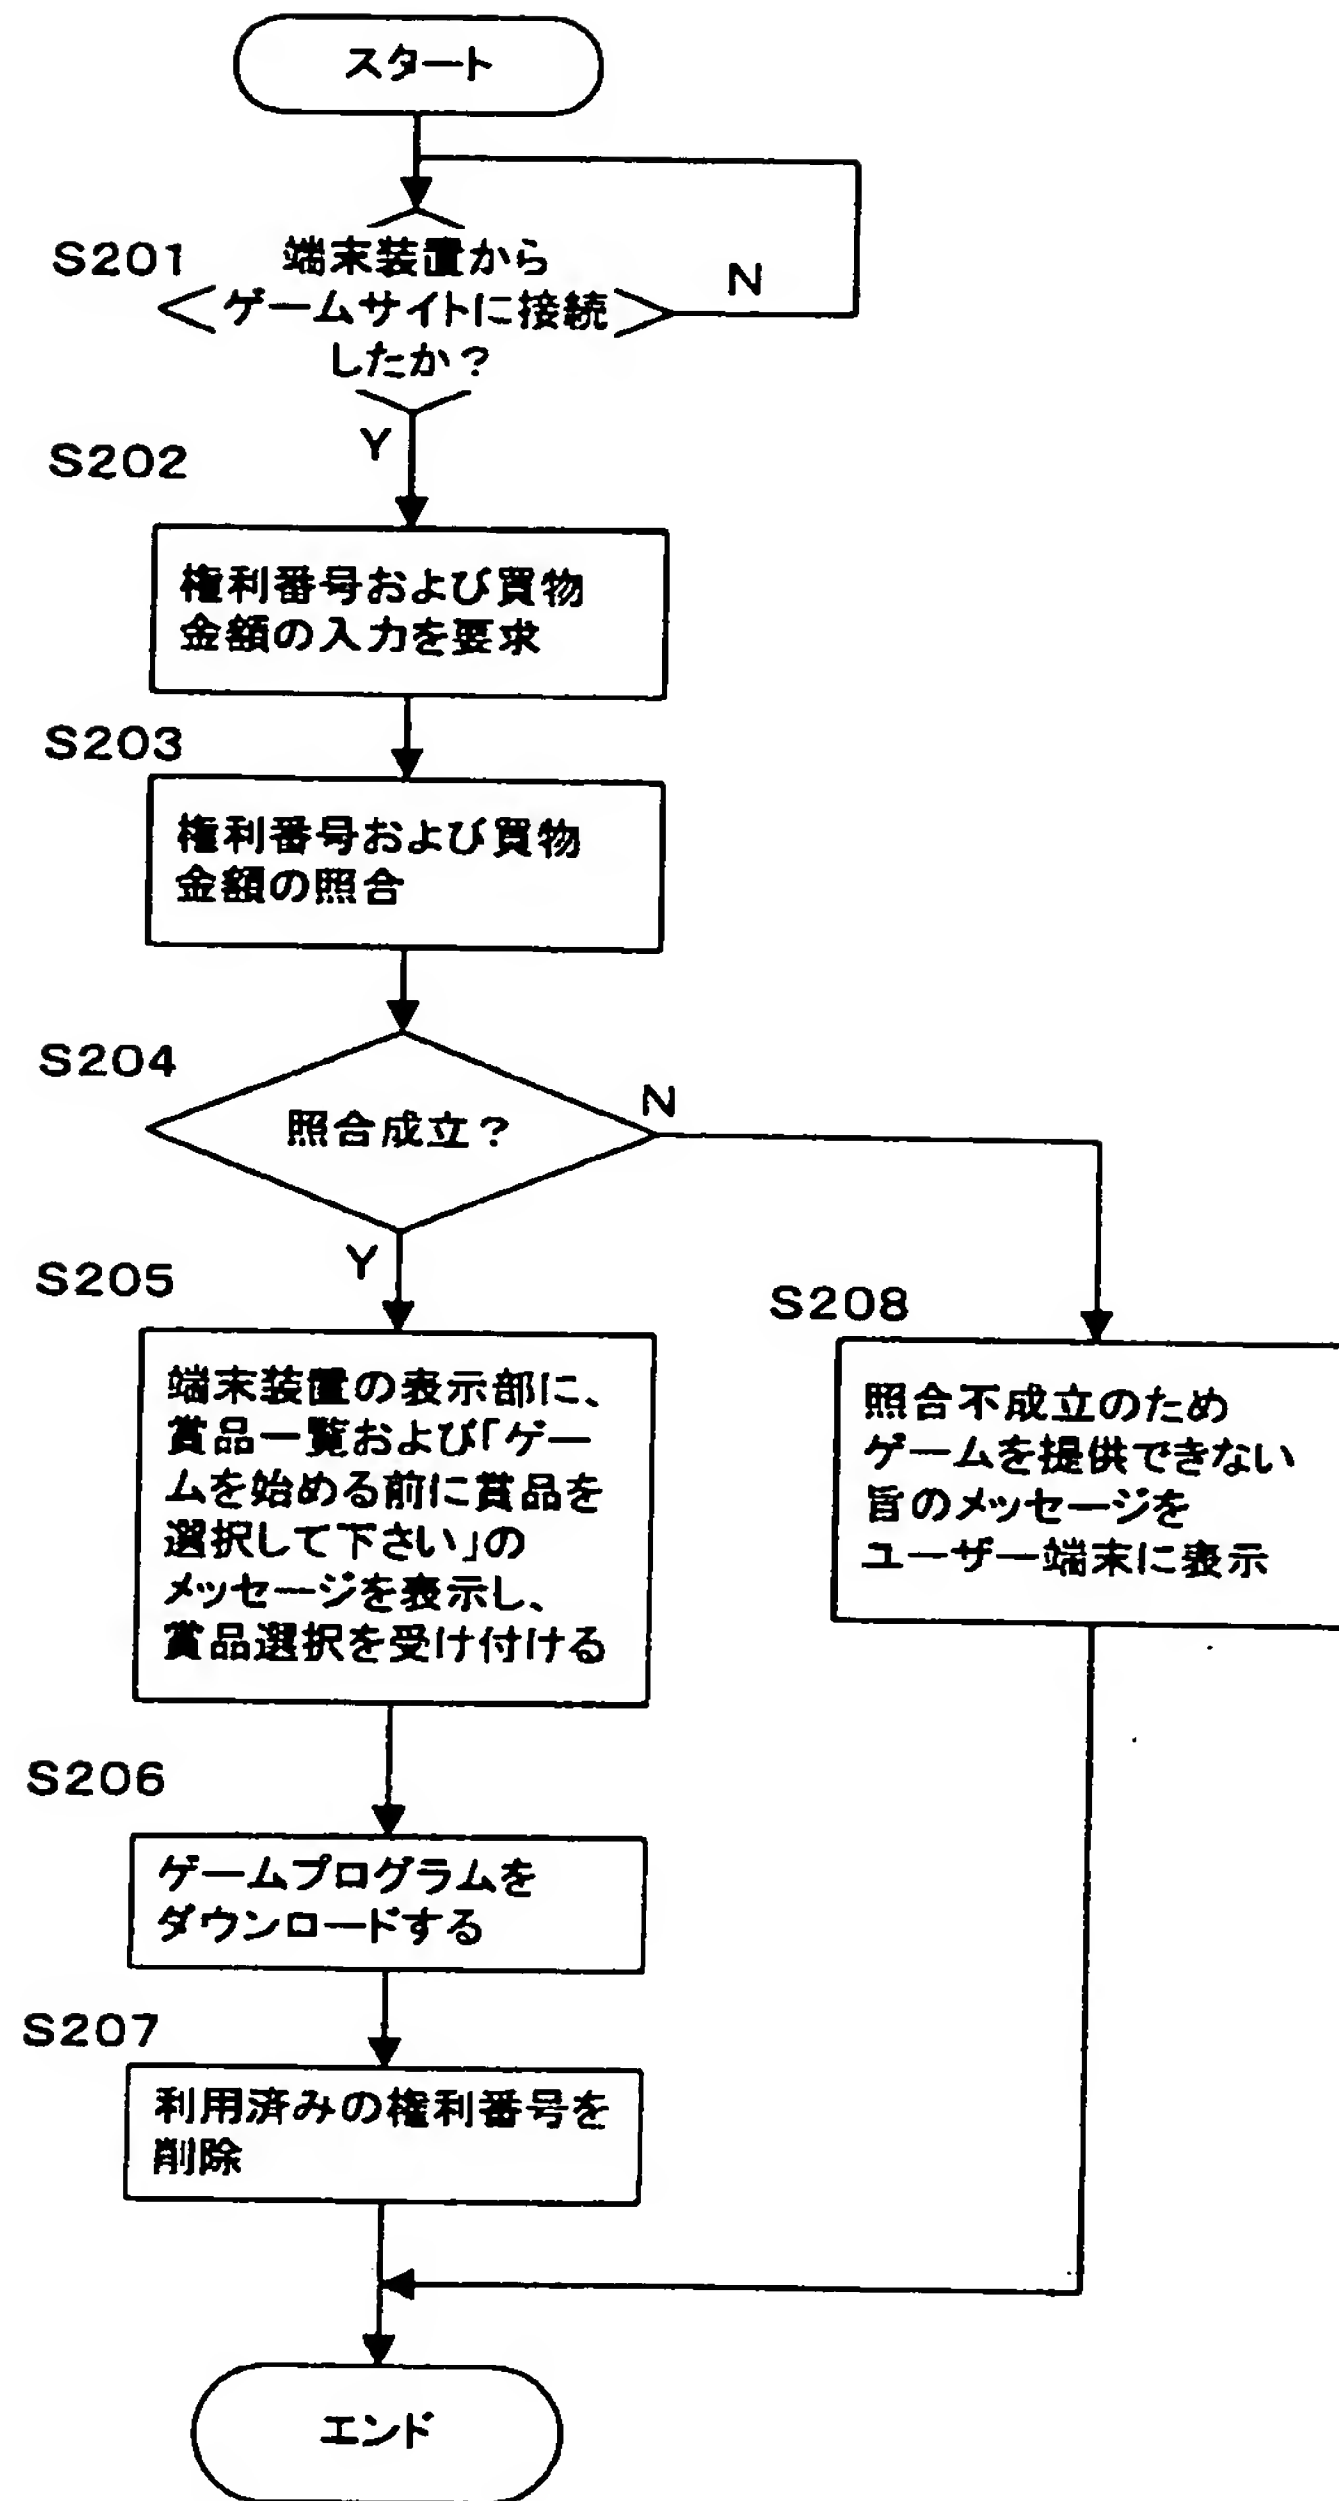 スタート
S201
端末装置から
ゲームサイトに接続
したか?
N
Y
S202
権利番号および買物
金額の入力を要求
S203
権利番号および買物
金額の照合
S204
照合成立?
N
Y
S205
端末装置の表示部に、
賞品一覧および「ゲー
ムを始める前に賞品を
選択して下さい」の
メッセージを表示し、
賞品選択を受け付ける
S208
照合不成立のため
ゲームを提供できない
旨のメッセージを
ユーザー端末に表示
S206
ゲームプログラムを
ダウンロードする
S207
利用済みの権利番号を
削除
エンド